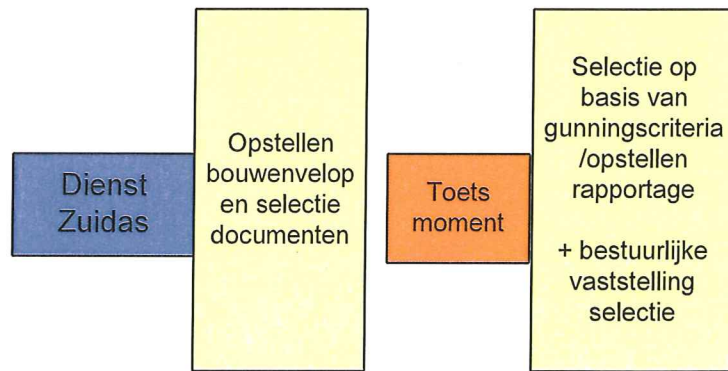 Dienst
Zuidas
Opstellen
bouwenvelop
en selectie
documenten
Toets
moment
Selectie op
basis van
gunningscriteria
/opstellen
rapportage
+ bestuurlijke
vaststelling
selectie